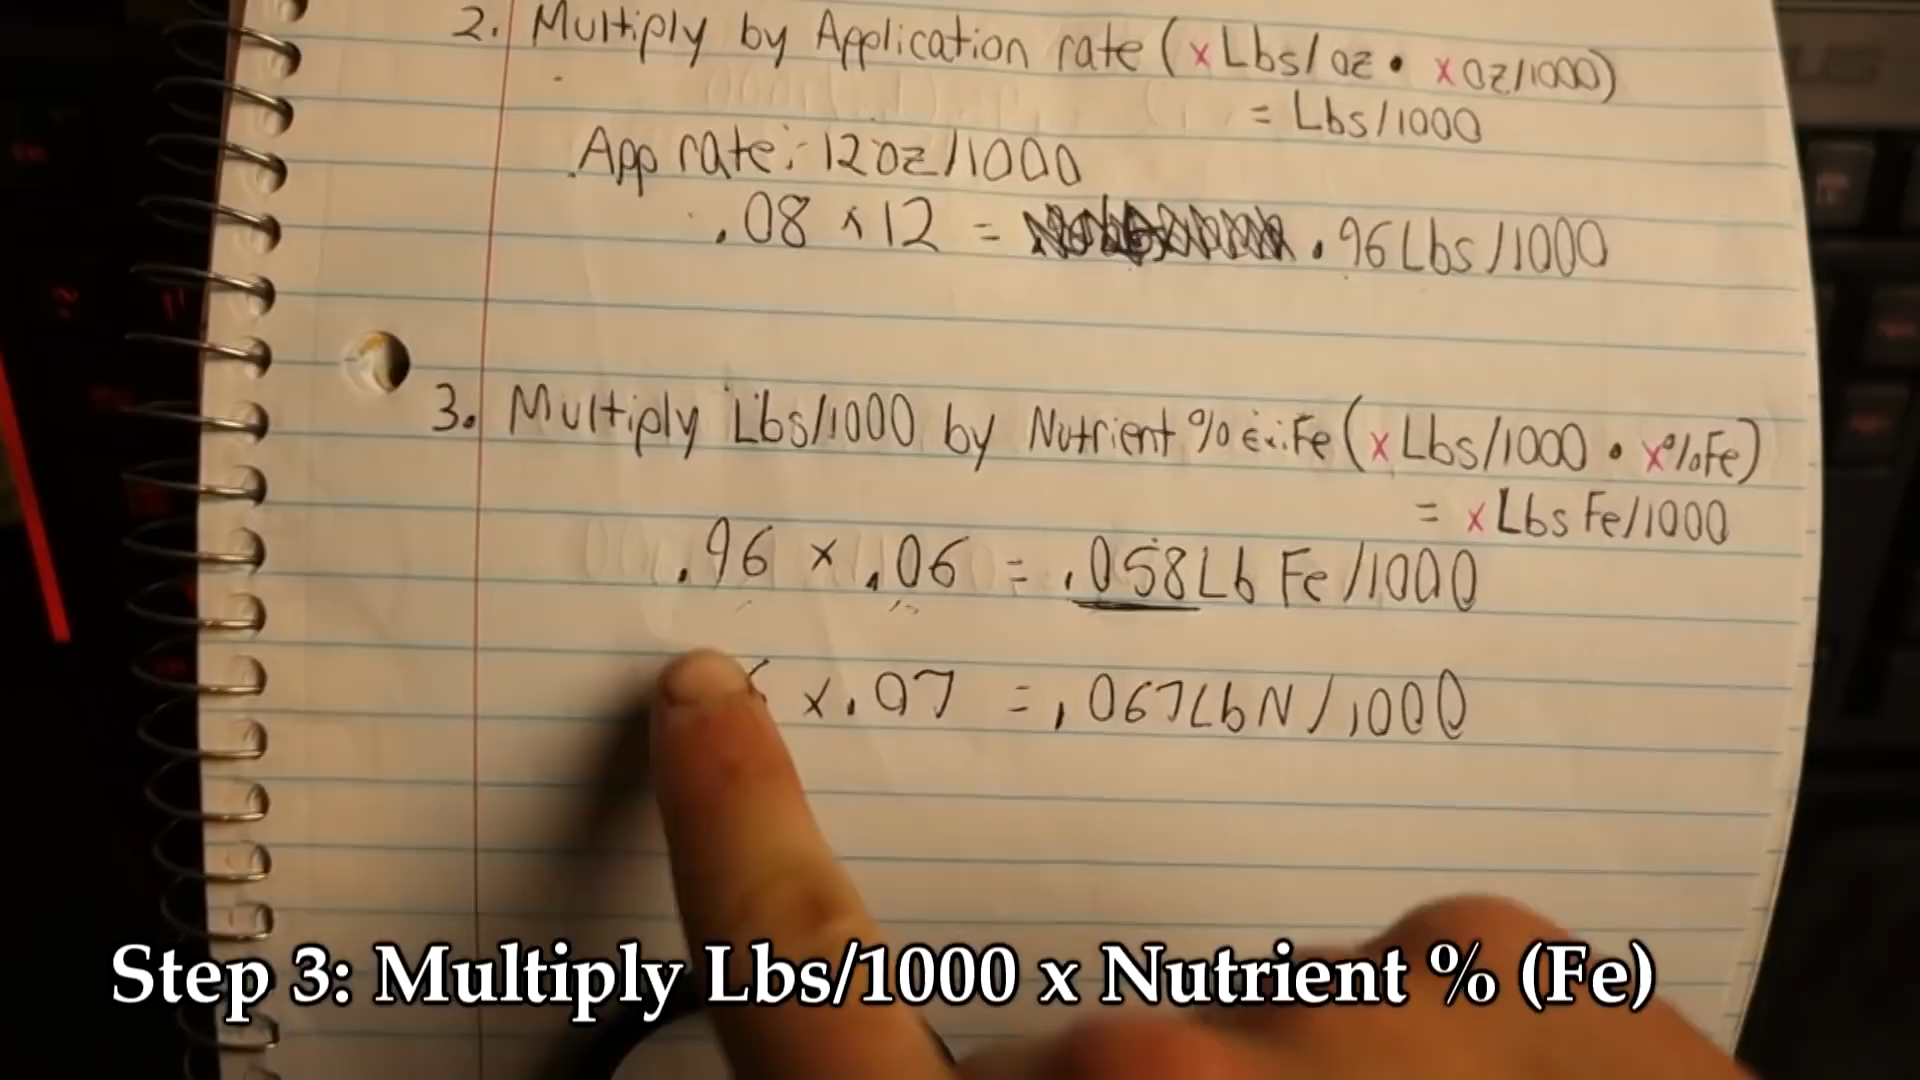 2. Multiply by Application rate (x Lbs/oz • x oz/1000)
= Lbs/1000
App rate: 12oz/1000
.08 x 12 = .96 Lbs/1000
3. Multiply Lbs/1000 by Nutrient % Ex: Fe (x Lbs/1000 • x%Fe)
= x Lbs Fe/1000
.96 x .06 = .058 Lb Fe/1000
x .07 = .067 Lb N/1000
Step 3: Multiply Lbs/1000 x Nutrient % (Fe)